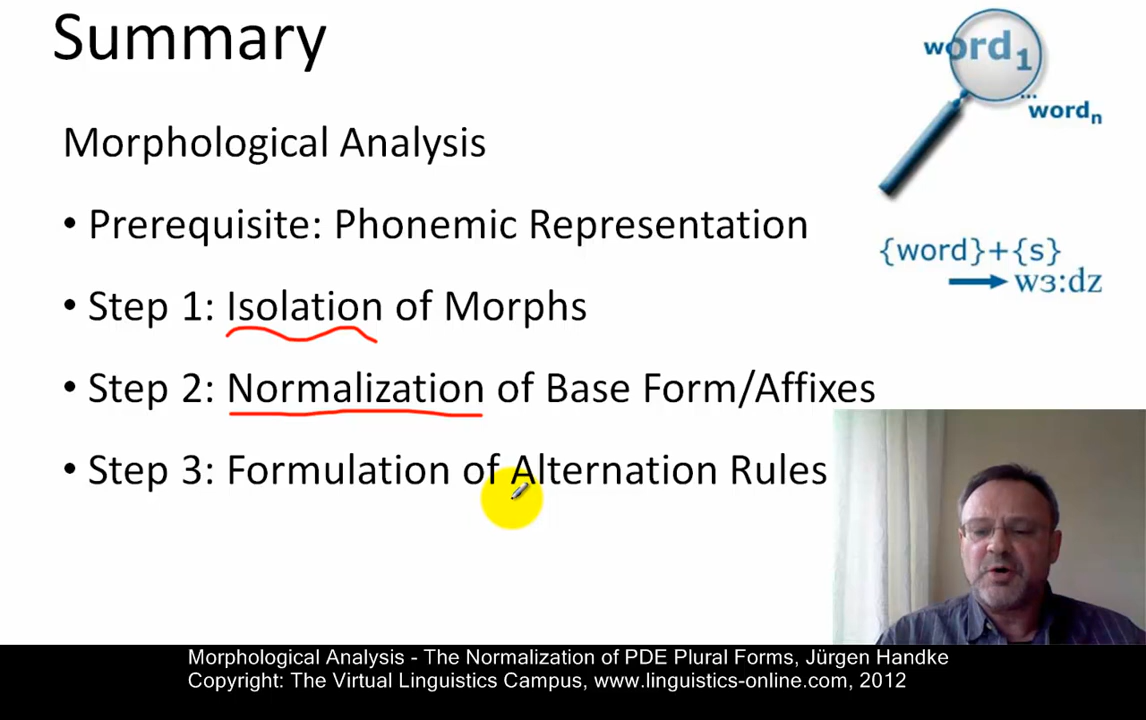 Summary
word1
...
wordn
Morphological Analysis
• Prerequisite: Phonemic Representation
{word}+{s}
wɜ:dz
• Step 1: Isolation of Morphs
• Step 2: Normalization of Base Form/Affixes
• Step 3: Formulation of Alternation Rules
Morphological Analysis - The Normalization of PDE Plural Forms, Jürgen Handke
Copyright: The Virtual Linguistics Campus, www.linguistics-online.com, 2012